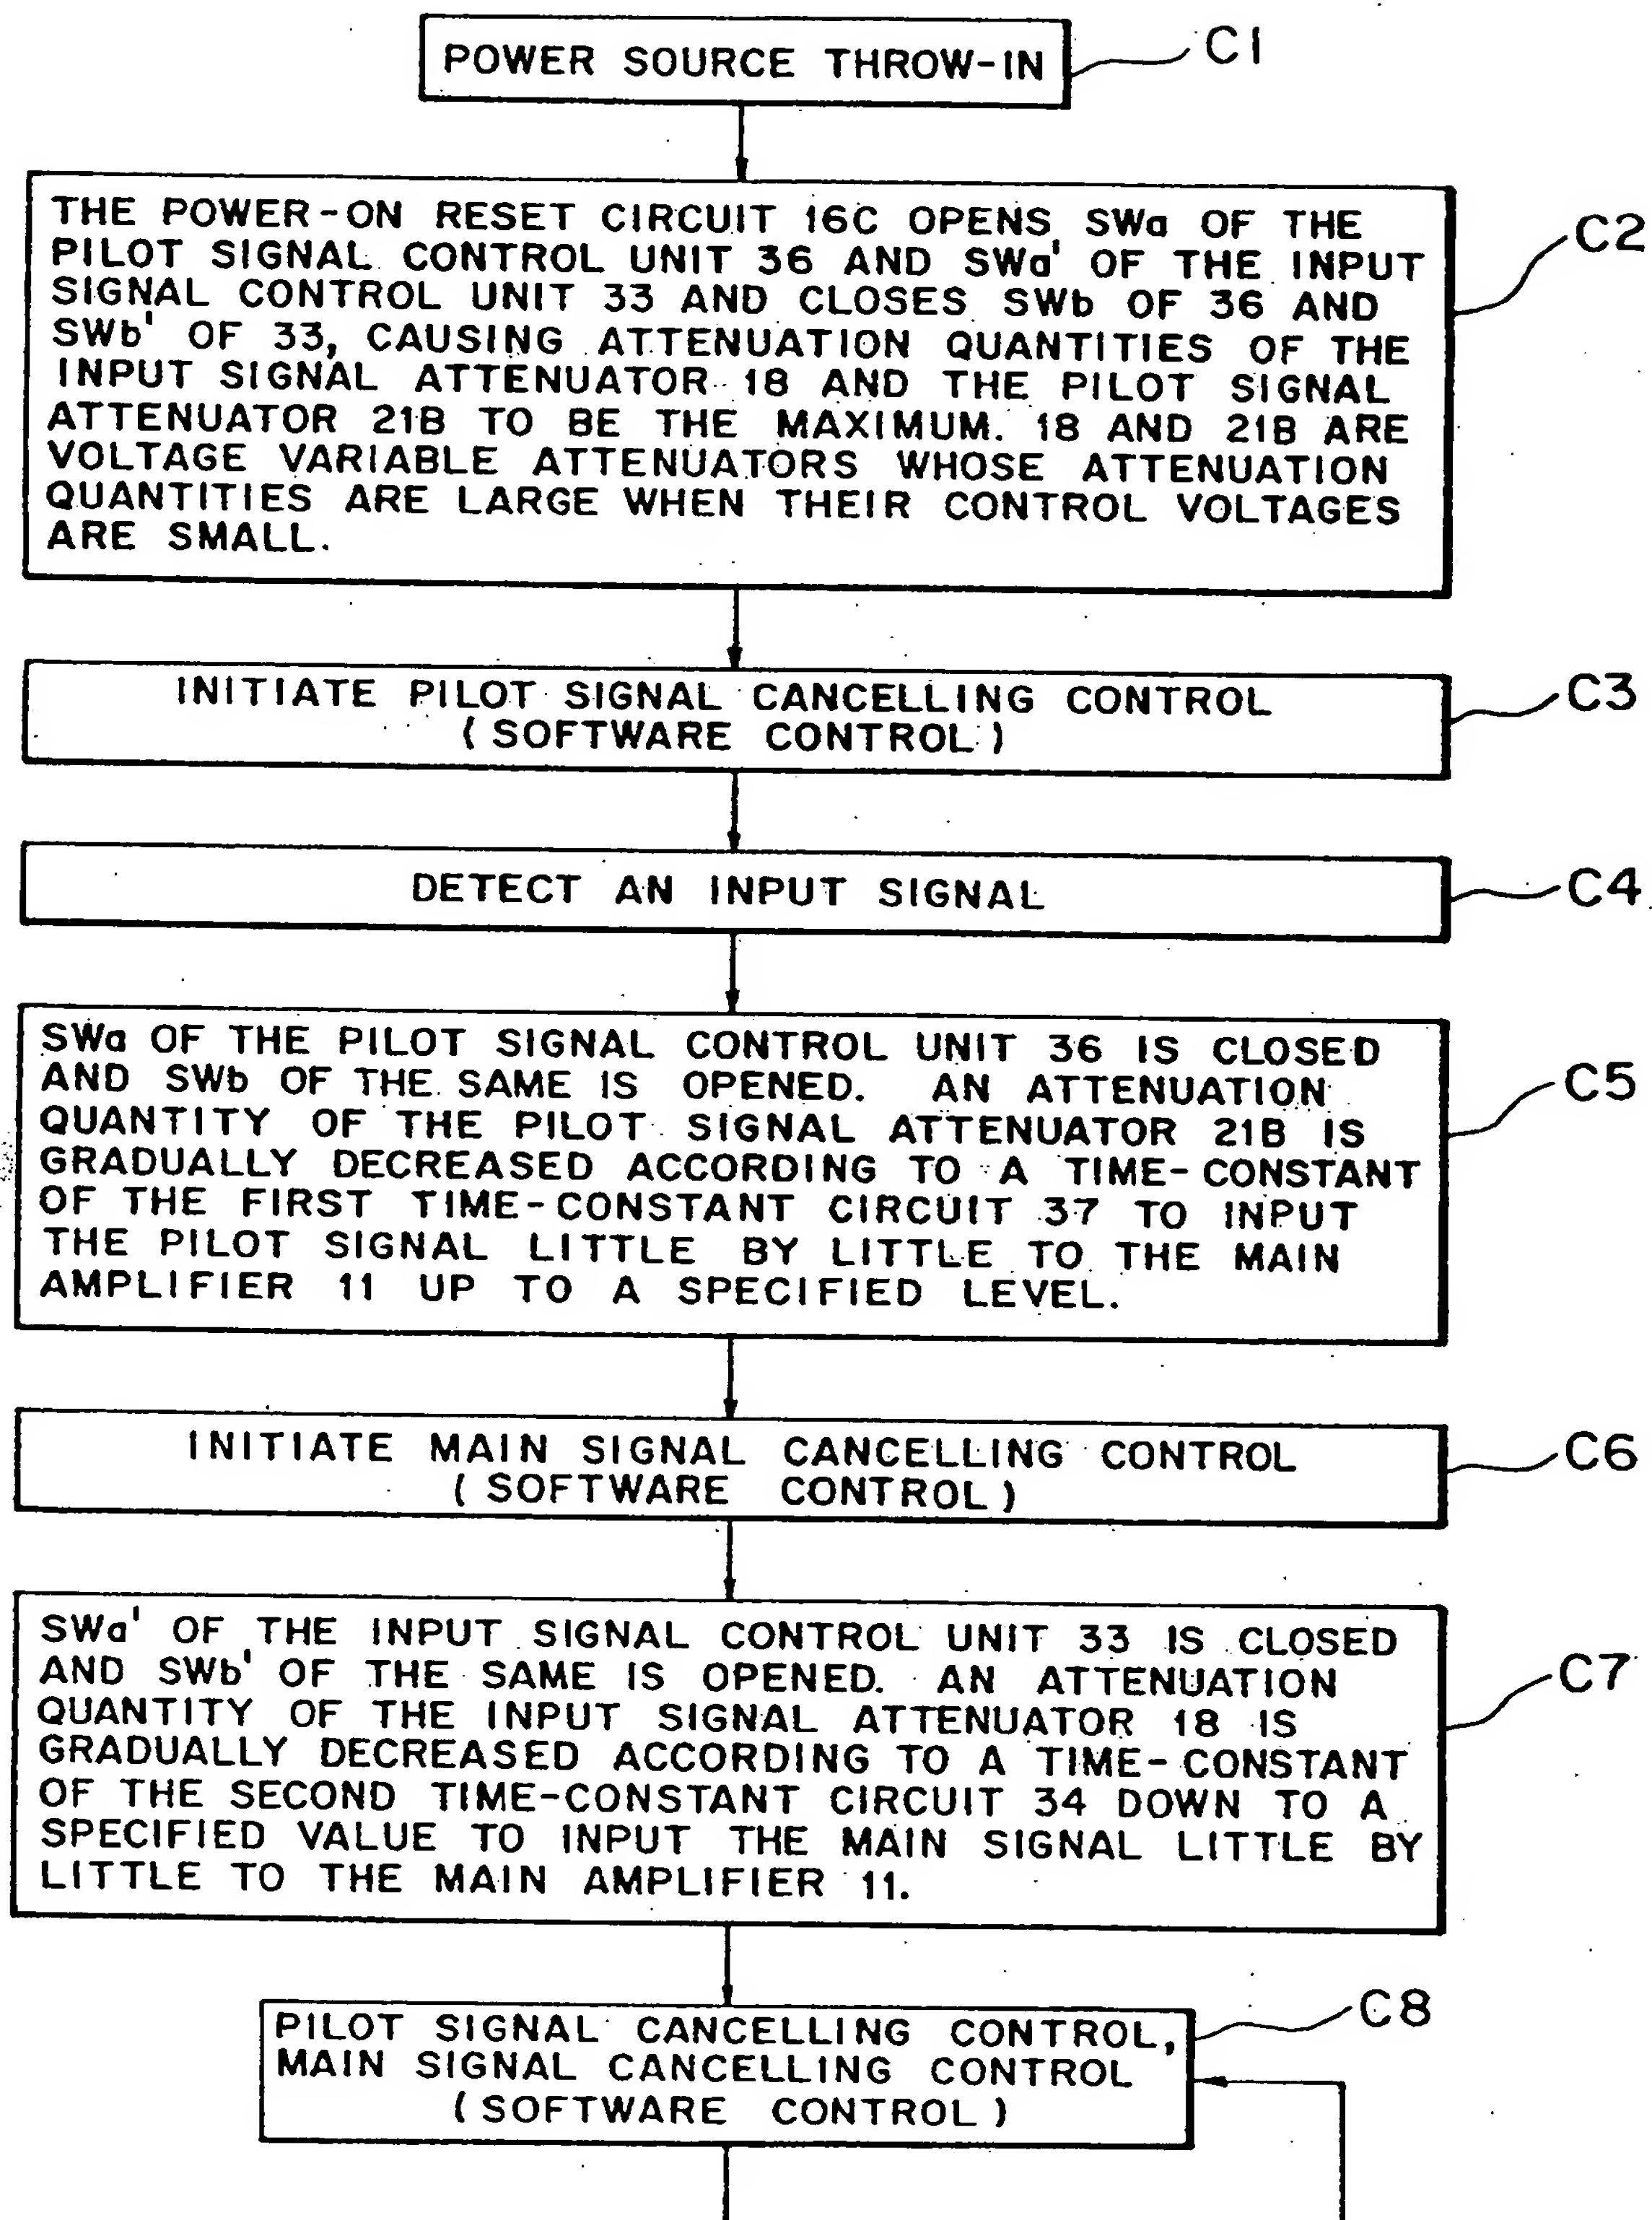 POWER SOURCE THROW-IN
C1
THE POWER-ON RESET CIRCUIT 16C OPENS SWa OF THE
PILOT SIGNAL CONTROL UNIT 36 AND SWa' OF THE INPUT
SIGNAL CONTROL UNIT 33 AND CLOSES SWb OF 36 AND
SWb' OF 33, CAUSING ATTENUATION QUANTITIES OF THE
INPUT SIGNAL ATTENUATOR 18 AND THE PILOT SIGNAL
ATTENUATOR 21B TO BE THE MAXIMUM. 18 AND 21B ARE
VOLTAGE VARIABLE ATTENUATORS WHOSE ATTENUATION
QUANTITIES ARE LARGE WHEN THEIR CONTROL VOLTAGES
ARE SMALL.
C2
INITIATE PILOT SIGNAL CANCELLING CONTROL
(SOFTWARE CONTROL)
C3
DETECT AN INPUT SIGNAL
C4
SWa OF THE PILOT SIGNAL CONTROL UNIT 36 IS CLOSED
AND SWb OF THE SAME IS OPENED. AN ATTENUATION
QUANTITY OF THE PILOT SIGNAL ATTENUATOR 21B IS
GRADUALLY DECREASED ACCORDING TO A TIME-CONSTANT
OF THE FIRST TIME-CONSTANT CIRCUIT 37 TO INPUT
THE PILOT SIGNAL LITTLE BY LITTLE TO THE MAIN
AMPLIFIER 11 UP TO A SPECIFIED LEVEL.
C5
INITIATE MAIN SIGNAL CANCELLING CONTROL
(SOFTWARE CONTROL)
C6
SWa' OF THE INPUT SIGNAL CONTROL UNIT 33 IS CLOSED
AND SWb' OF THE SAME IS OPENED. AN ATTENUATION
QUANTITY OF THE INPUT SIGNAL ATTENUATOR 18 IS
GRADUALLY DECREASED ACCORDING TO A TIME-CONSTANT
OF THE SECOND TIME-CONSTANT CIRCUIT 34 DOWN TO A
SPECIFIED VALUE TO INPUT THE MAIN SIGNAL LITTLE BY
LITTLE TO THE MAIN AMPLIFIER 11.
C7
PILOT SIGNAL CANCELLING CONTROL,
MAIN SIGNAL CANCELLING CONTROL
(SOFTWARE CONTROL)
C8